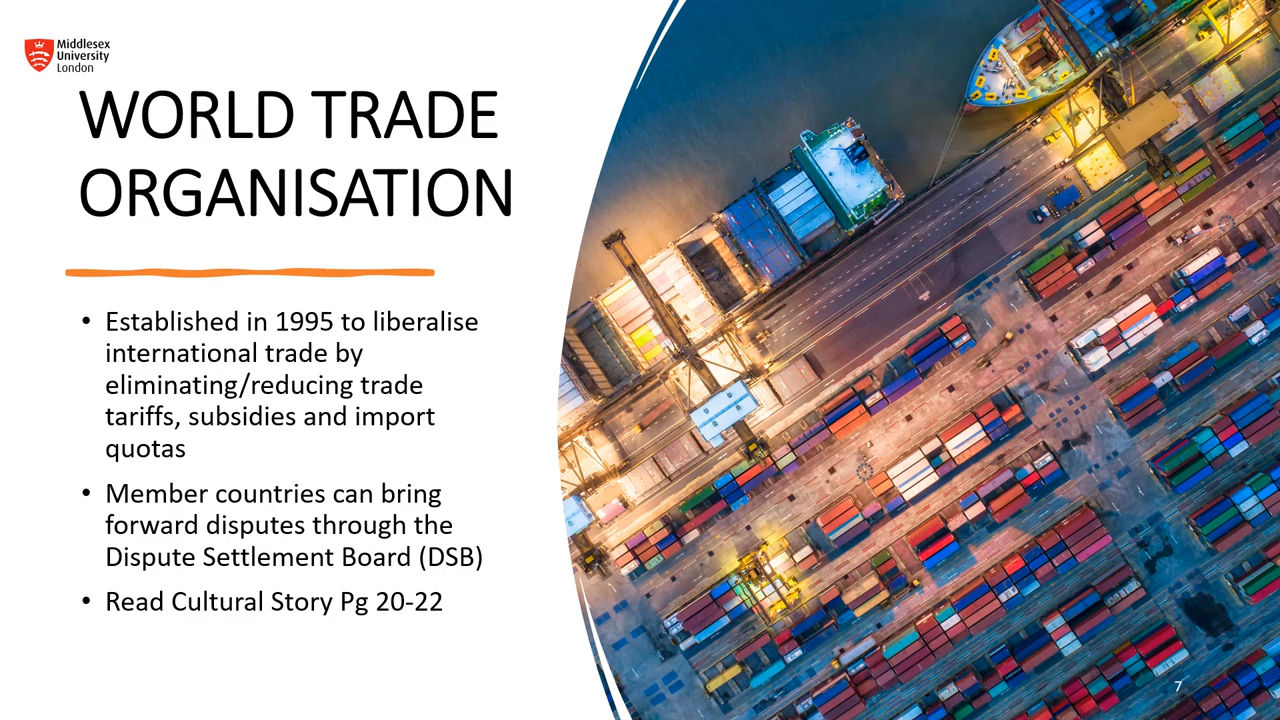 Middlesex
University
London
WORLD TRADE
ORGANISATION
• Established in 1995 to liberalise
international trade by
eliminating/reducing trade
tariffs, subsidies and import
quotas
• Member countries can bring
forward disputes through the
Dispute Settlement Board (DSB)
• Read Cultural Story Pg 20-22
7